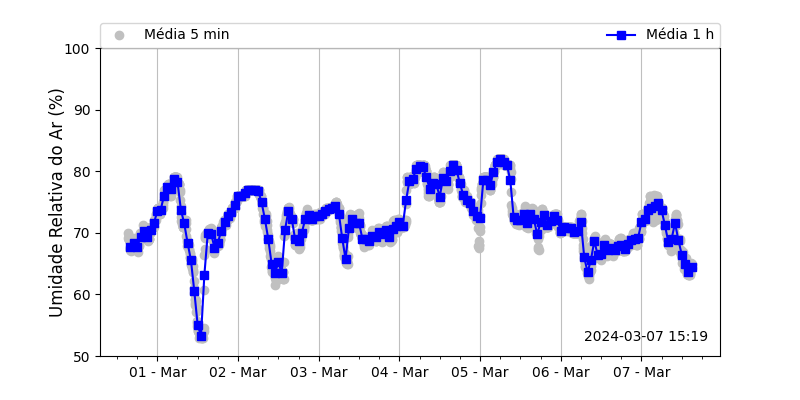 Média 5 min
Média 1 h
Umidade Relativa do Ar (%)
100
90
80
70
60
50
2024-03-07 15:19
01 - Mar
02 - Mar
03 - Mar
04 - Mar
05 - Mar
06 - Mar
07 - Mar